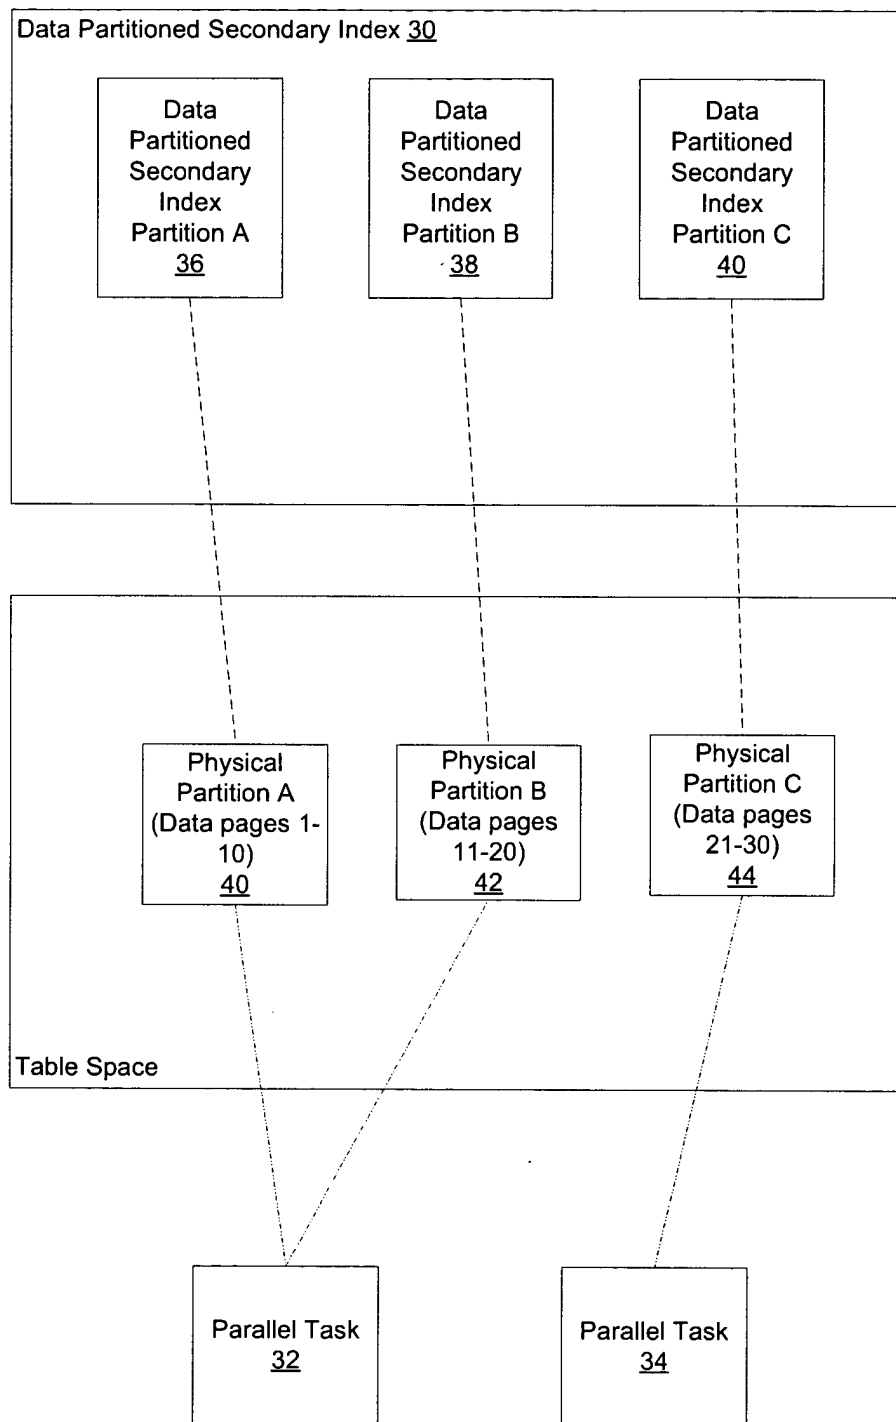 Data Partitioned Secondary Index 30
Data
Partitioned
Secondary
Index
Partition A
36
Data
Partitioned
Secondary
Index
Partition B
38
Data
Partitioned
Secondary
Index
Partition C
40
Physical
Partition A
(Data pages 1-
10)
40
Physical
Partition B
(Data pages
11-20)
42
Physical
Partition C
(Data pages
21-30)
44
Table Space
Parallel Task
32
Parallel Task
34